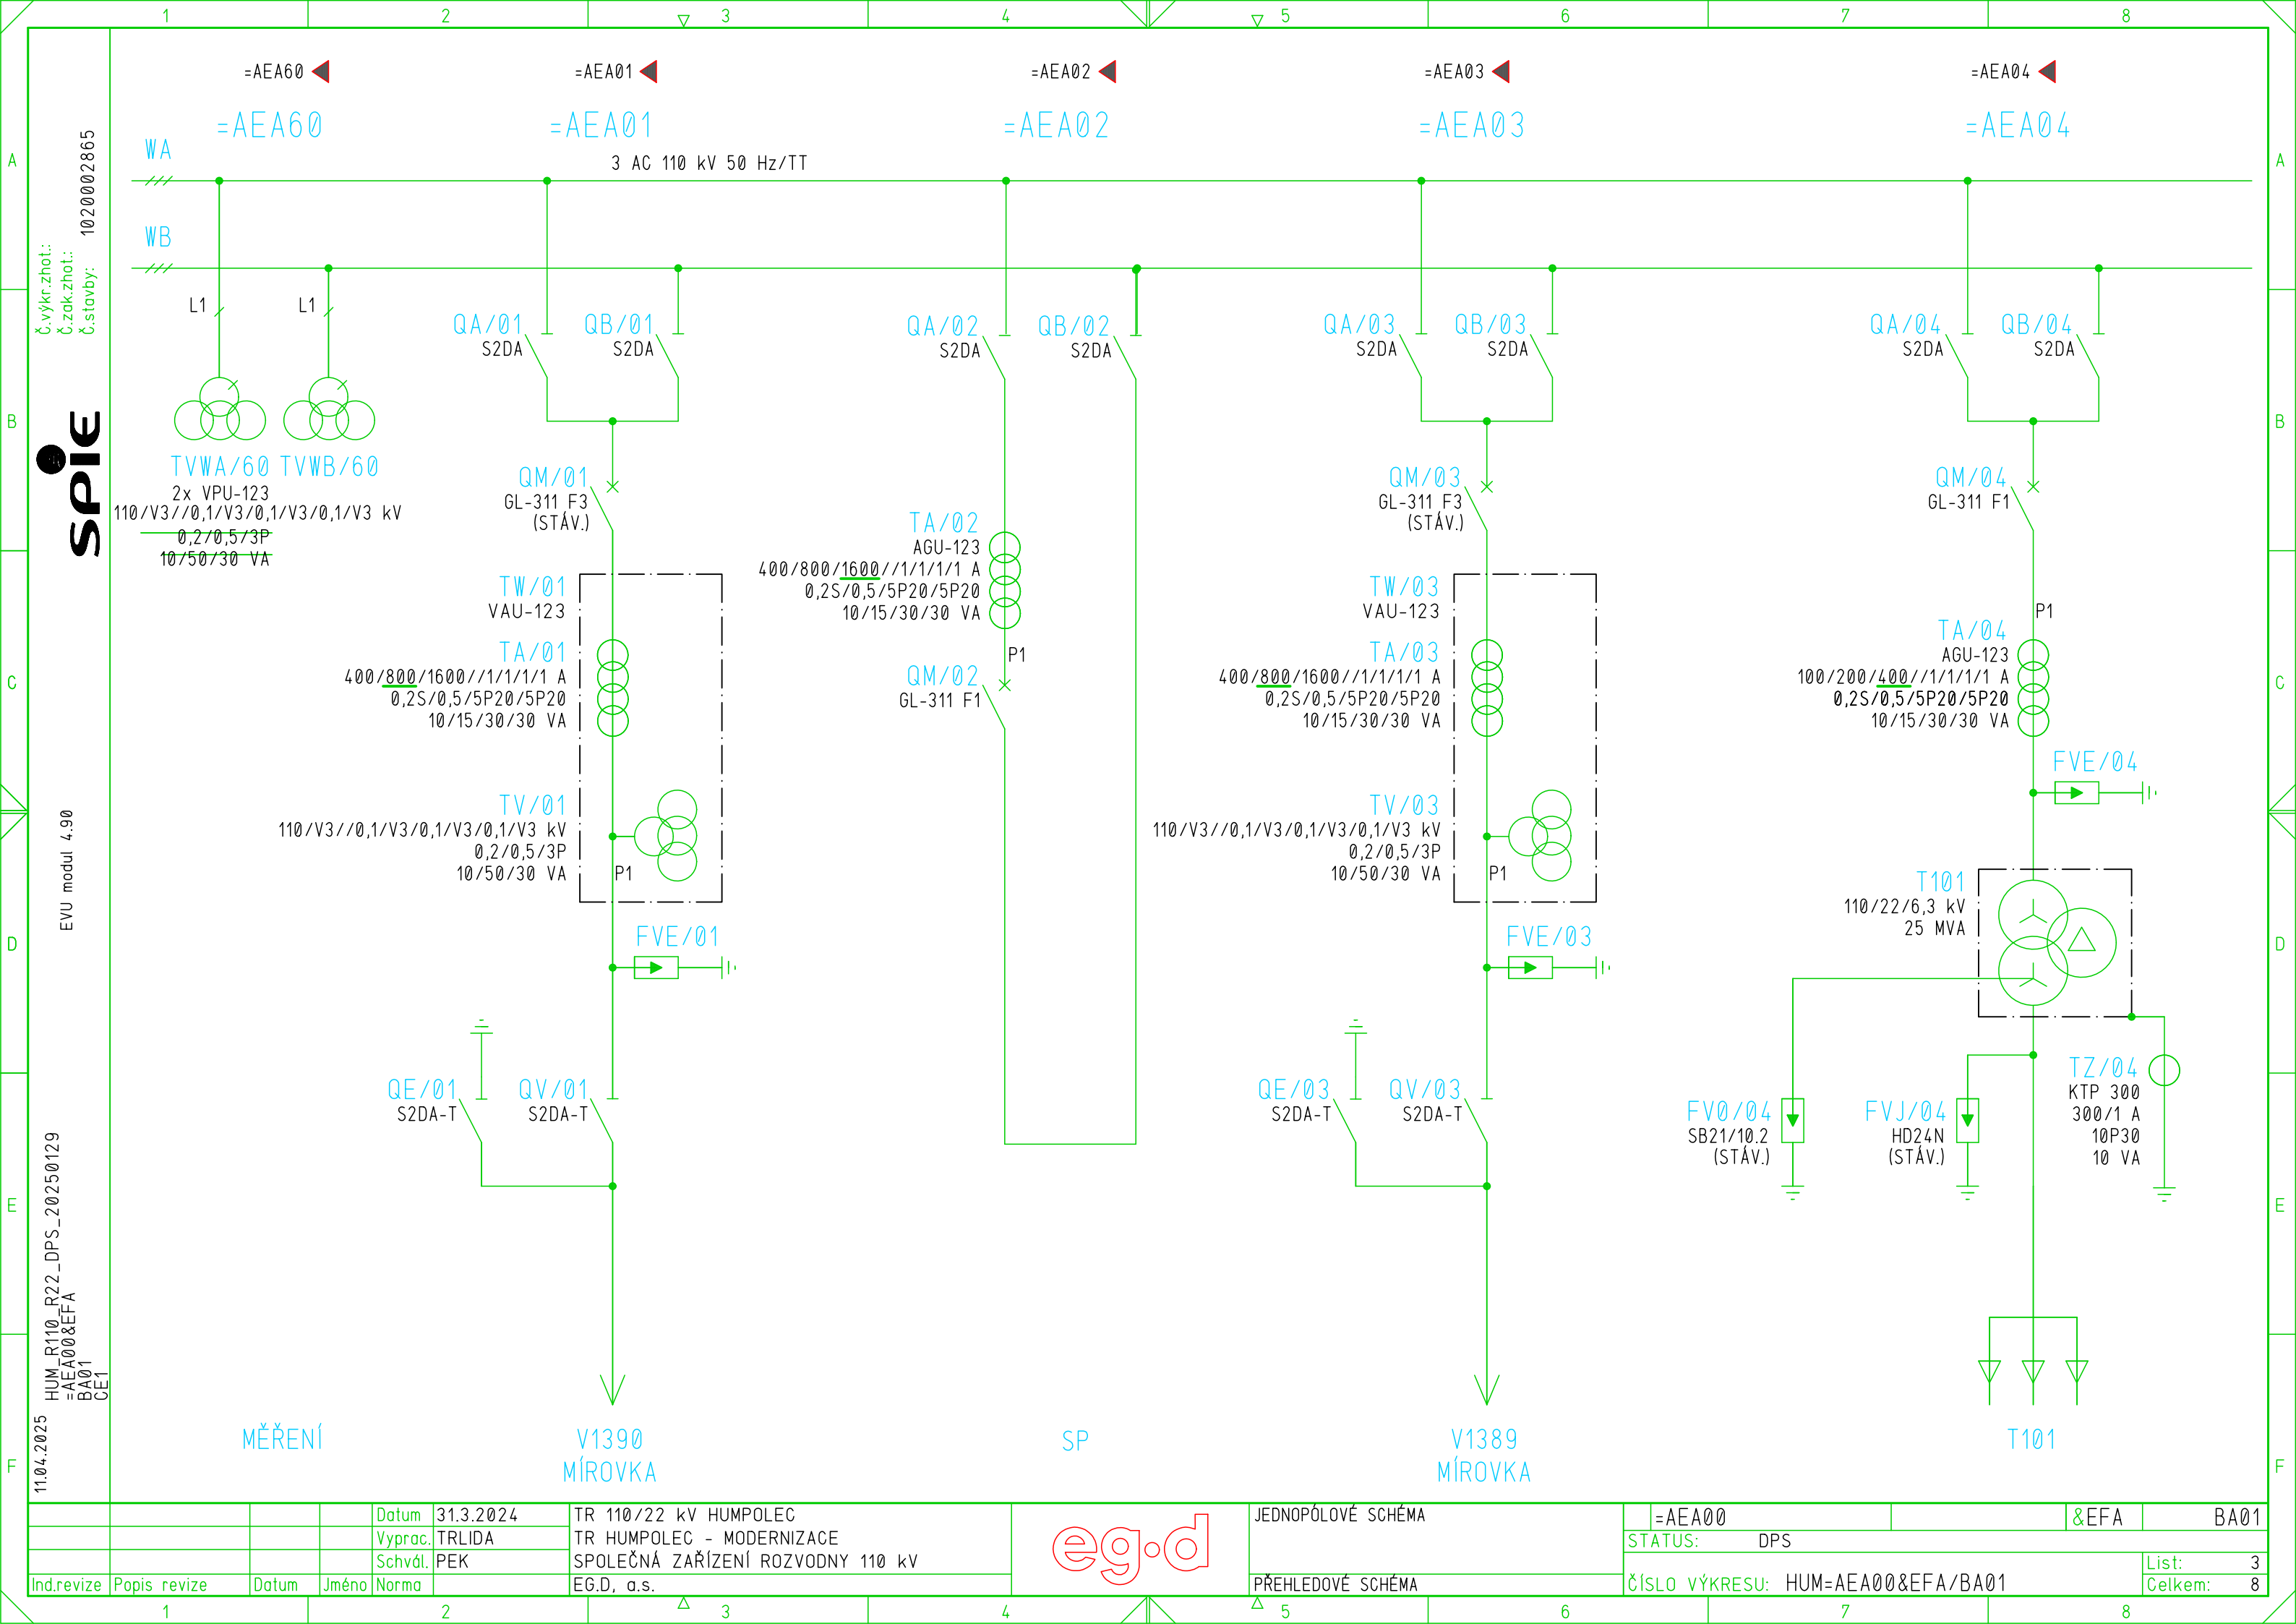 1 2 3 4 5 6 7 8
=AEA60
=AEA01
=AEA02
=AEA03
=AEA04
=AEA60
=AEA01
=AEA02
=AEA03
=AEA04
WA
3 AC 110 kV 50 Hz/TT
WB
L1
L1
TVWA/60
TVWB/60
2x VPU-123
110/V3//0,1/V3/0,1/V3/0,1/V3 kV
0,2/0,5/3P
10/50/30 VA
QA/01
S2DA
QB/01
S2DA
QM/01
GL-311 F3
(STÁV.)
TW/01
VAU-123
TA/01
400/800/1600//1/1/1/1 A
0,2S/0,5/5P20/5P20
10/15/30/30 VA
TV/01
110/V3//0,1/V3/0,1/V3/0,1/V3 kV
0,2/0,5/3P
10/50/30 VA
P1
FVE/01
QE/01
S2DA-T
QV/01
S2DA-T
QA/02
S2DA
QB/02
S2DA
TA/02
AGU-123
400/800/1600//1/1/1/1 A
0,2S/0,5/5P20/5P20
10/15/30/30 VA
P1
QM/02
GL-311 F1
QA/03
S2DA
QB/03
S2DA
QM/03
GL-311 F3
(STÁV.)
TW/03
VAU-123
TA/03
400/800/1600//1/1/1/1 A
0,2S/0,5/5P20/5P20
10/15/30/30 VA
TV/03
110/V3//0,1/V3/0,1/V3/0,1/V3 kV
0,2/0,5/3P
10/50/30 VA
P1
FVE/03
QE/03
S2DA-T
QV/03
S2DA-T
QA/04
S2DA
QB/04
S2DA
QM/04
GL-311 F1
P1
TA/04
AGU-123
100/200/400//1/1/1/1 A
0,2S/0,5/5P20/5P20
10/15/30/30 VA
FVE/04
T101
110/22/6,3 kV
25 MVA
TZ/04
KTP 300
300/1 A
10P30
10 VA
FV0/04
SB21/10.2
(STÁV.)
FVJ/04
HD24N
(STÁV.)
MĚŘENÍ
V1390
MÍROVKA
SP
V1389
MÍROVKA
T101
A
B
C
D
E
F
A
B
C
D
E
F
Č.výkr.zhot.:
Č.zak.zhot.:
Č.stavby: 1020002865
SPIE
EVU modul 4.90
HUM_R110_R22_DPS_20250129
=AEA00&EFA
BA01
CE1
11.04.2025
Ind.revize Popis revize Datum Jméno
Datum 31.3.2024
Vyprac. TRLIDA
Schvál. PEK
Norma
TR 110/22 kV HUMPOLEC
TR HUMPOLEC - MODERNIZACE
SPOLEČNÁ ZAŘÍZENÍ ROZVODNY 110 kV
EG.D, a.s.
eg·d
JEDNOPÓLOVÉ SCHÉMA
PŘEHLEDOVÉ SCHÉMA
=AEA00 &EFA BA01
STATUS: DPS
List: 3
ČÍSLO VÝKRESU: HUM=AEA00&EFA/BA01
Celkem: 8
1 2 3 4 5 6 7 8